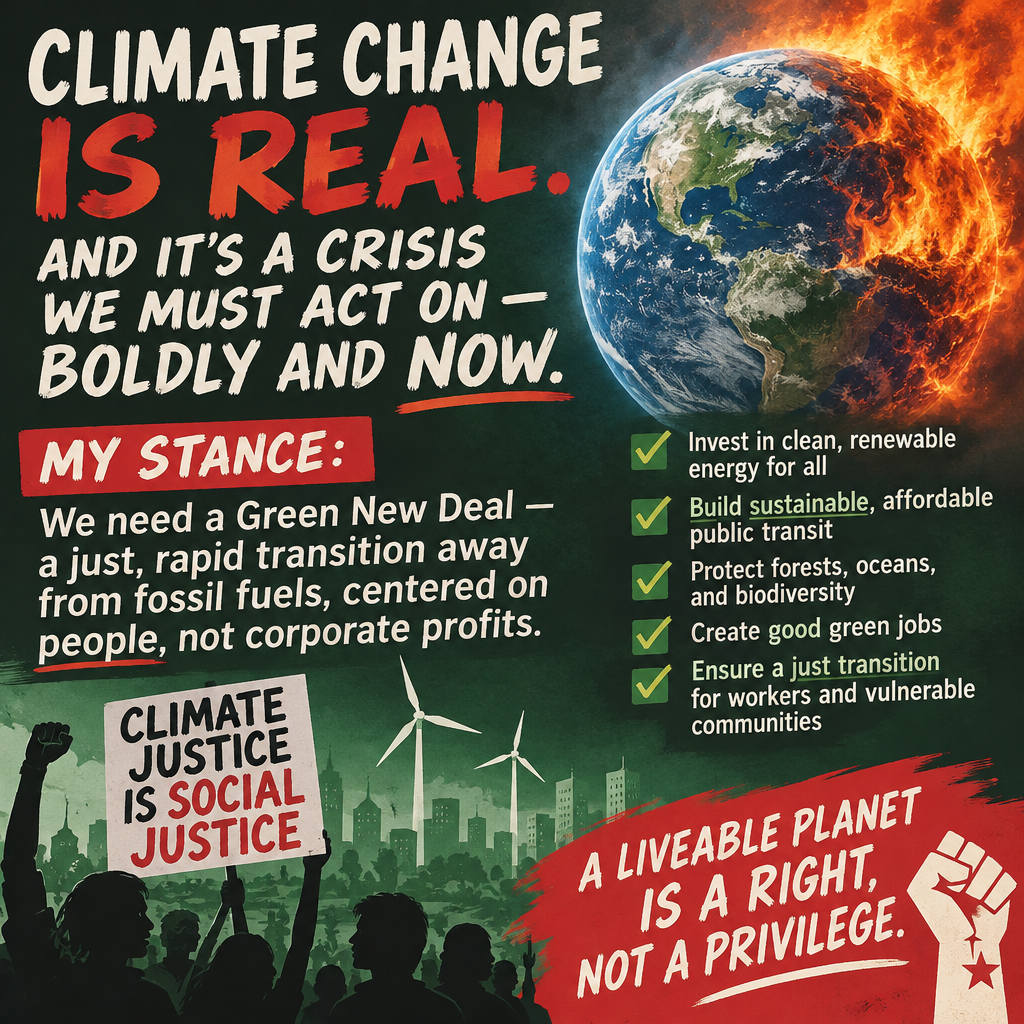 CLIMATE CHANGE
IS REAL.
AND IT'S A CRISIS
WE MUST ACT ON —
BOLDLY AND NOW.
MY STANCE:
We need a Green New Deal —
a just, rapid transition away
from fossil fuels, centered on
people, not corporate profits.
Invest in clean, renewable
energy for all
Build sustainable, affordable
public transit
Protect forests, oceans,
and biodiversity
Create good green jobs
Ensure a just transition
for workers and vulnerable
communities
CLIMATE
JUSTICE
IS SOCIAL
JUSTICE
A LIVEABLE PLANET
IS A RIGHT,
NOT A PRIVILEGE.